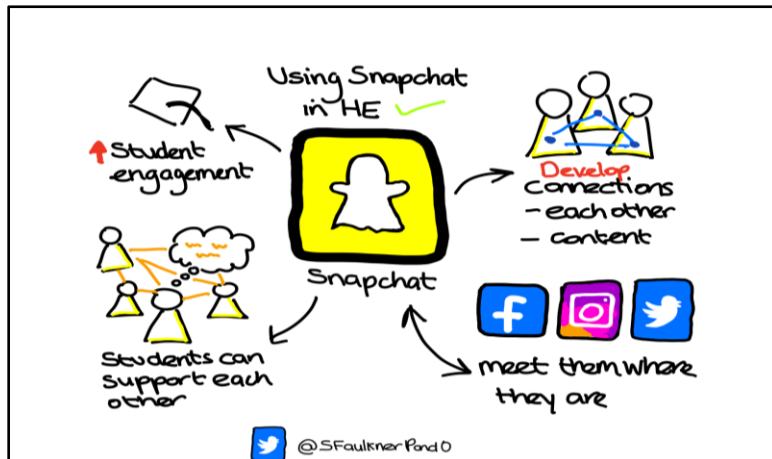 Using Snapchat
in HE
Student
engagement
Develop
connections
- each other
- content
Snapchat
Students can
support each
other
meet them where
they are
@SFaulknerPandO